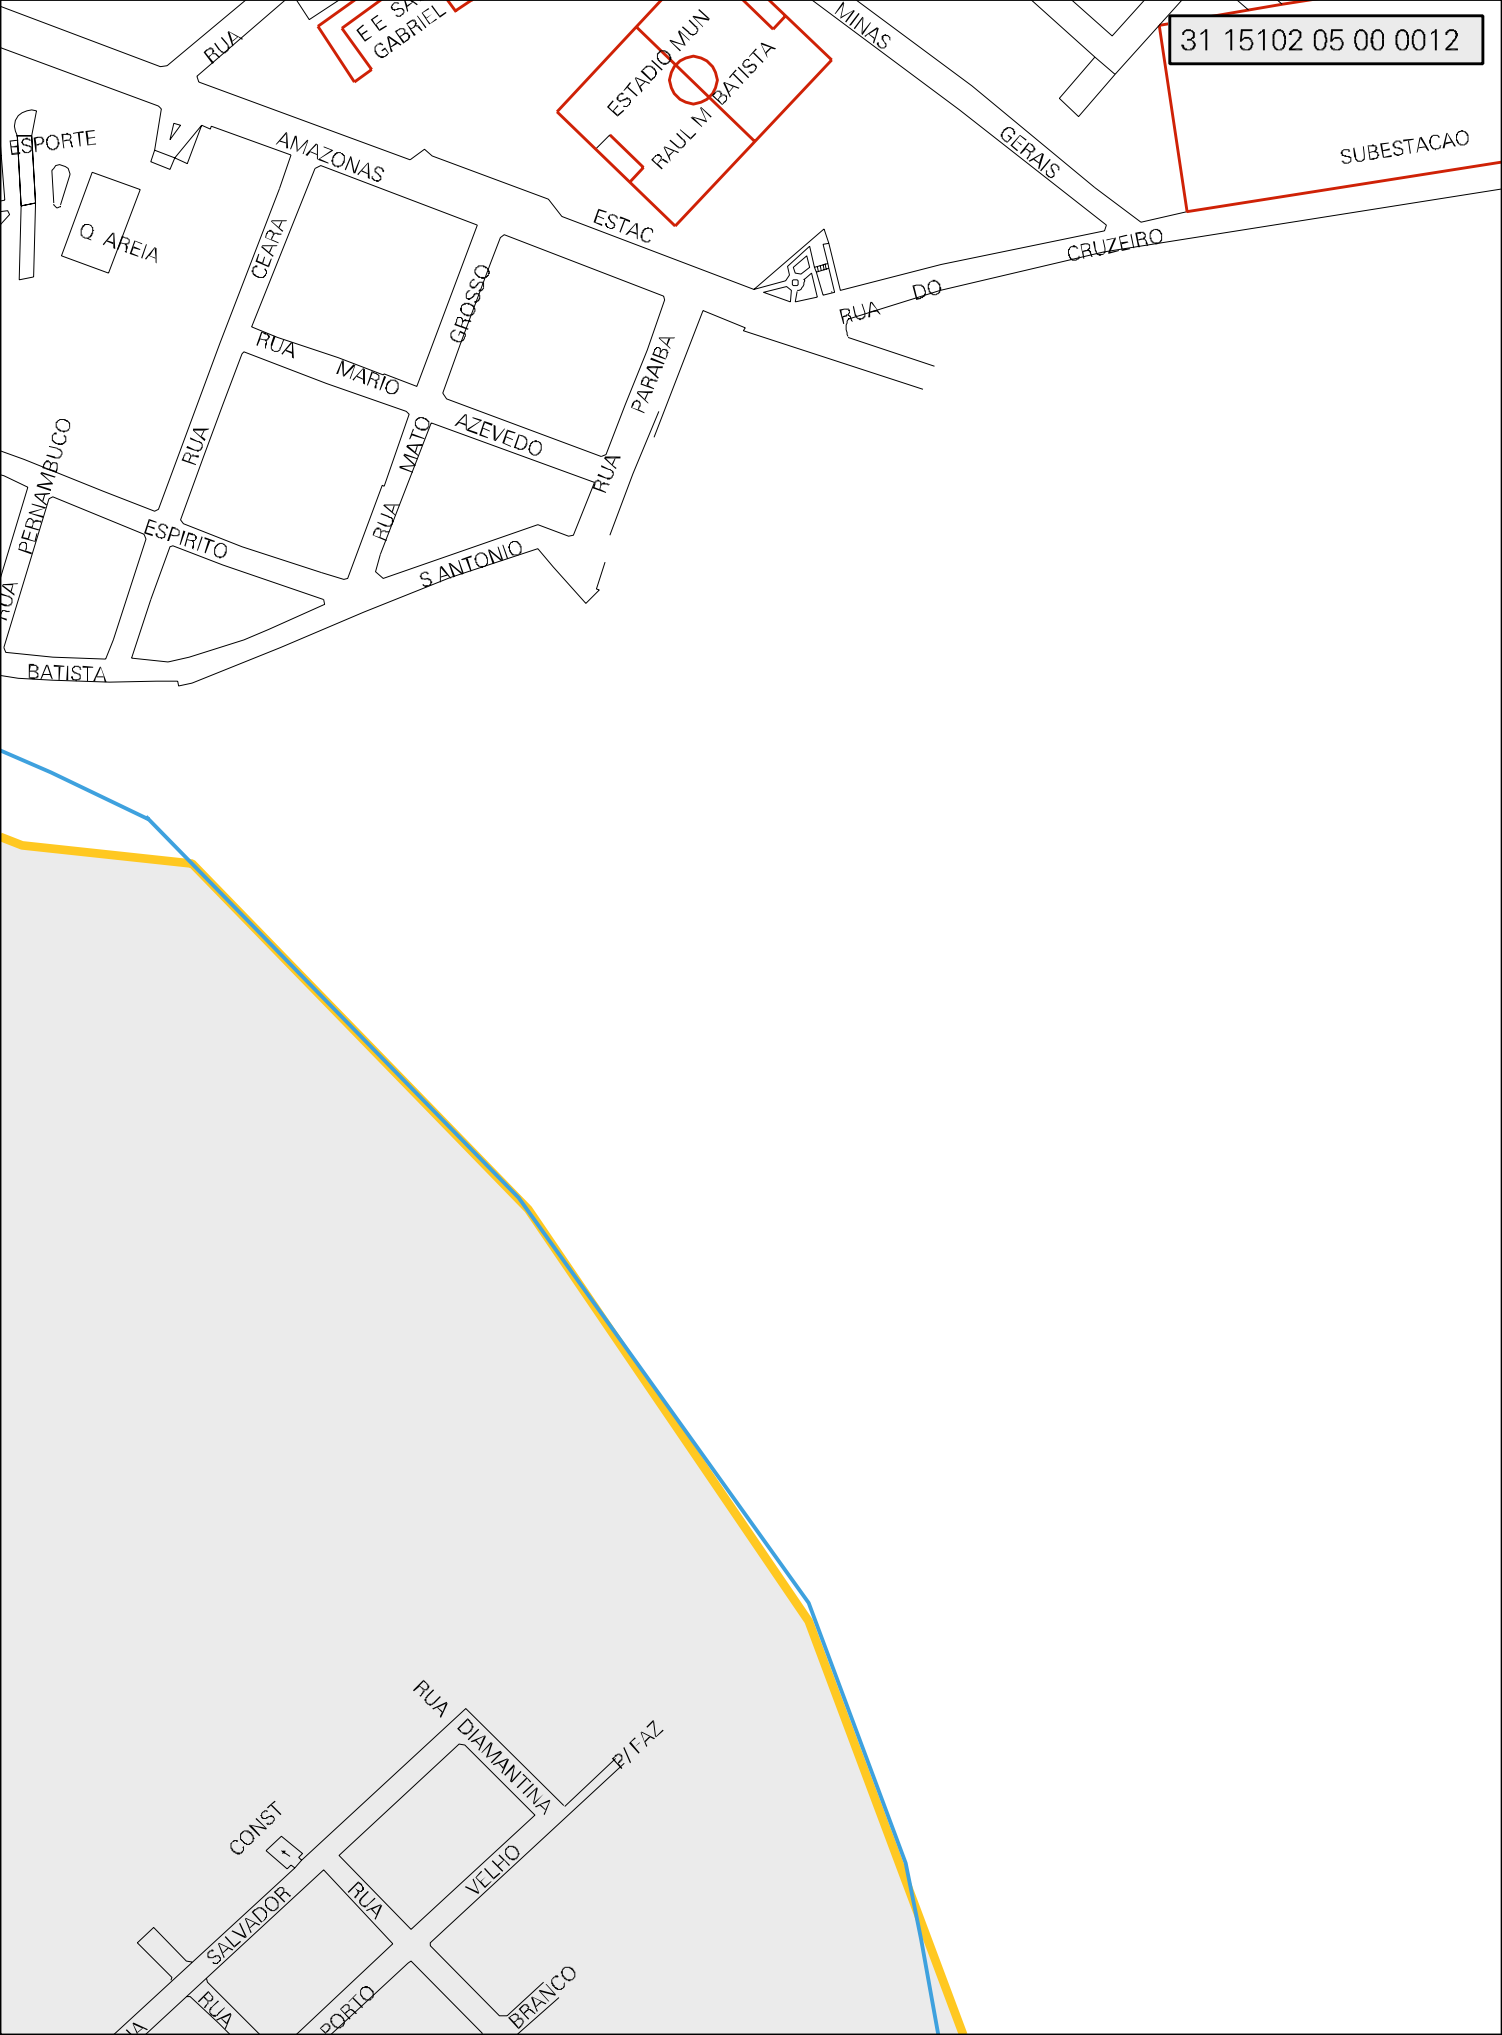 31 15102 05 00 0012
RUA
E E SA
GABRIEL
ESTADIO MUN
RAUL M BATISTA
MINAS
GERAIS
SUBESTACAO
ESPORTE
AMAZONAS
Q AREIA
CEARA
ESTAC
CRUZEIRO
RUA DO
GROSSO
RUA MARIO
PARAIBA
AZEVEDO
MATO
RUA
RUA
RUA
PERNAMBUCO
ESPIRITO
S ANTONIO
RUA
BATISTA
RUA
DIAMANTINA
P/ FAZ
CONST
VELHO
RUA
SALVADOR
RUA
PORTO
BRANCO